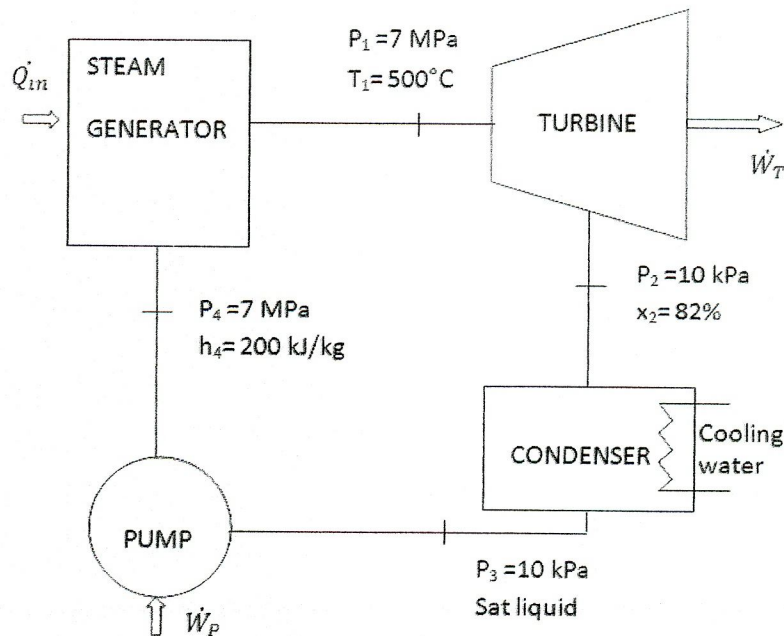 P₁ =7 MPa
T₁= 500°C
STEAM
GENERATOR
Q̇in
TURBINE
ẆT
P₂ =10 kPa
x₂= 82%
P₄ =7 MPa
h₄= 200 kJ/kg
CONDENSER
Cooling
water
PUMP
P₃ =10 kPa
Sat liquid
ẆP